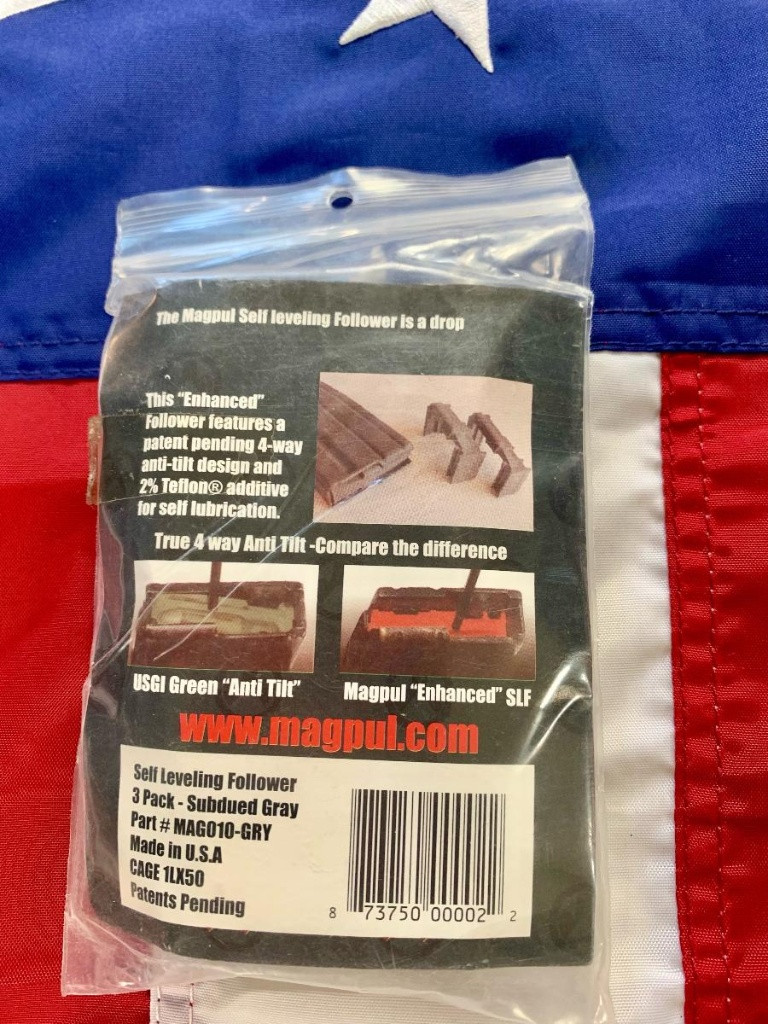 The Magpul Self leveling Follower is a drop
This "Enhanced"
Follower features a
patent pending 4-way
anti-tilt design and
2% Teflon® additive
for self lubrication.
True 4 way Anti Tilt -Compare the difference
USGI Green "Anti Tilt"
Magpul "Enhanced" SLF
www.magpul.com
Self Leveling Follower
3 Pack - Subdued Gray
Part # MAG010-GRY
Made in U.S.A
CAGE 1LX50
Patents Pending
8 73750 00002 2